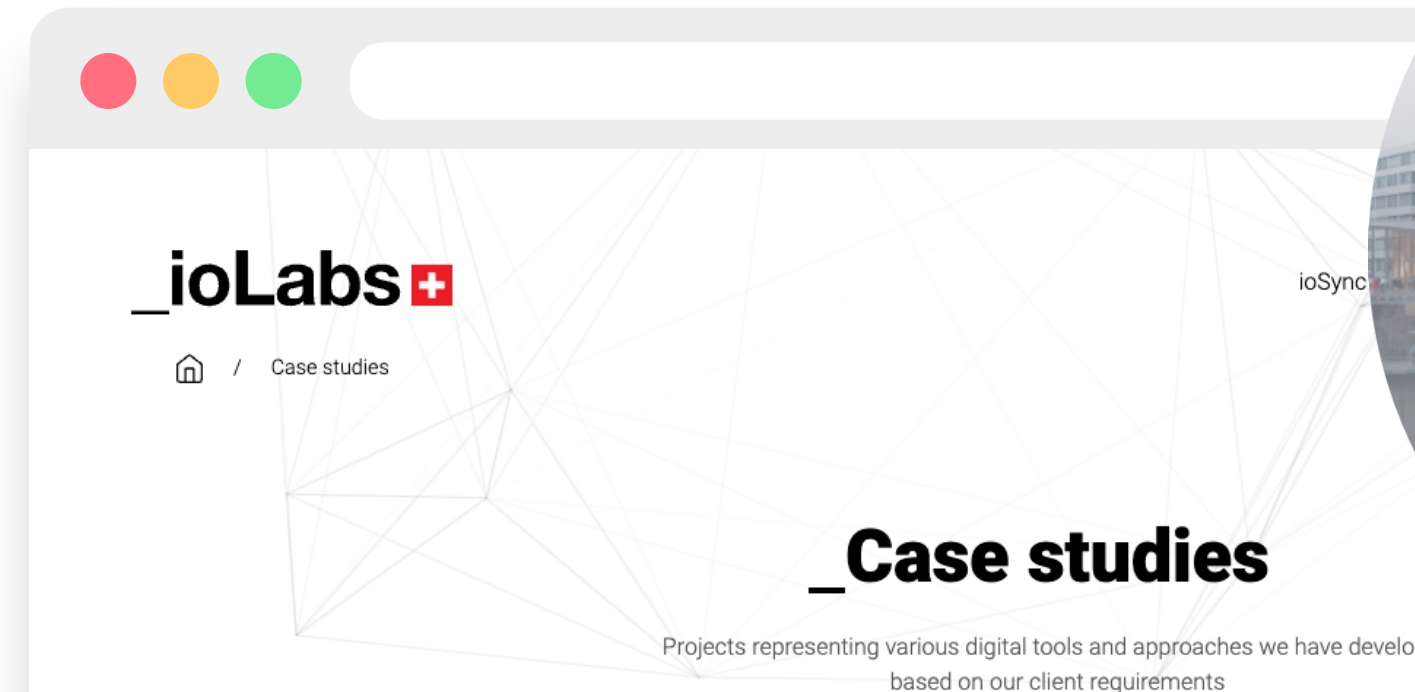 _ioLabs
ioSync
/ Case studies
_Case studies
Projects representing various digital tools and approaches we have develo
based on our client requirements